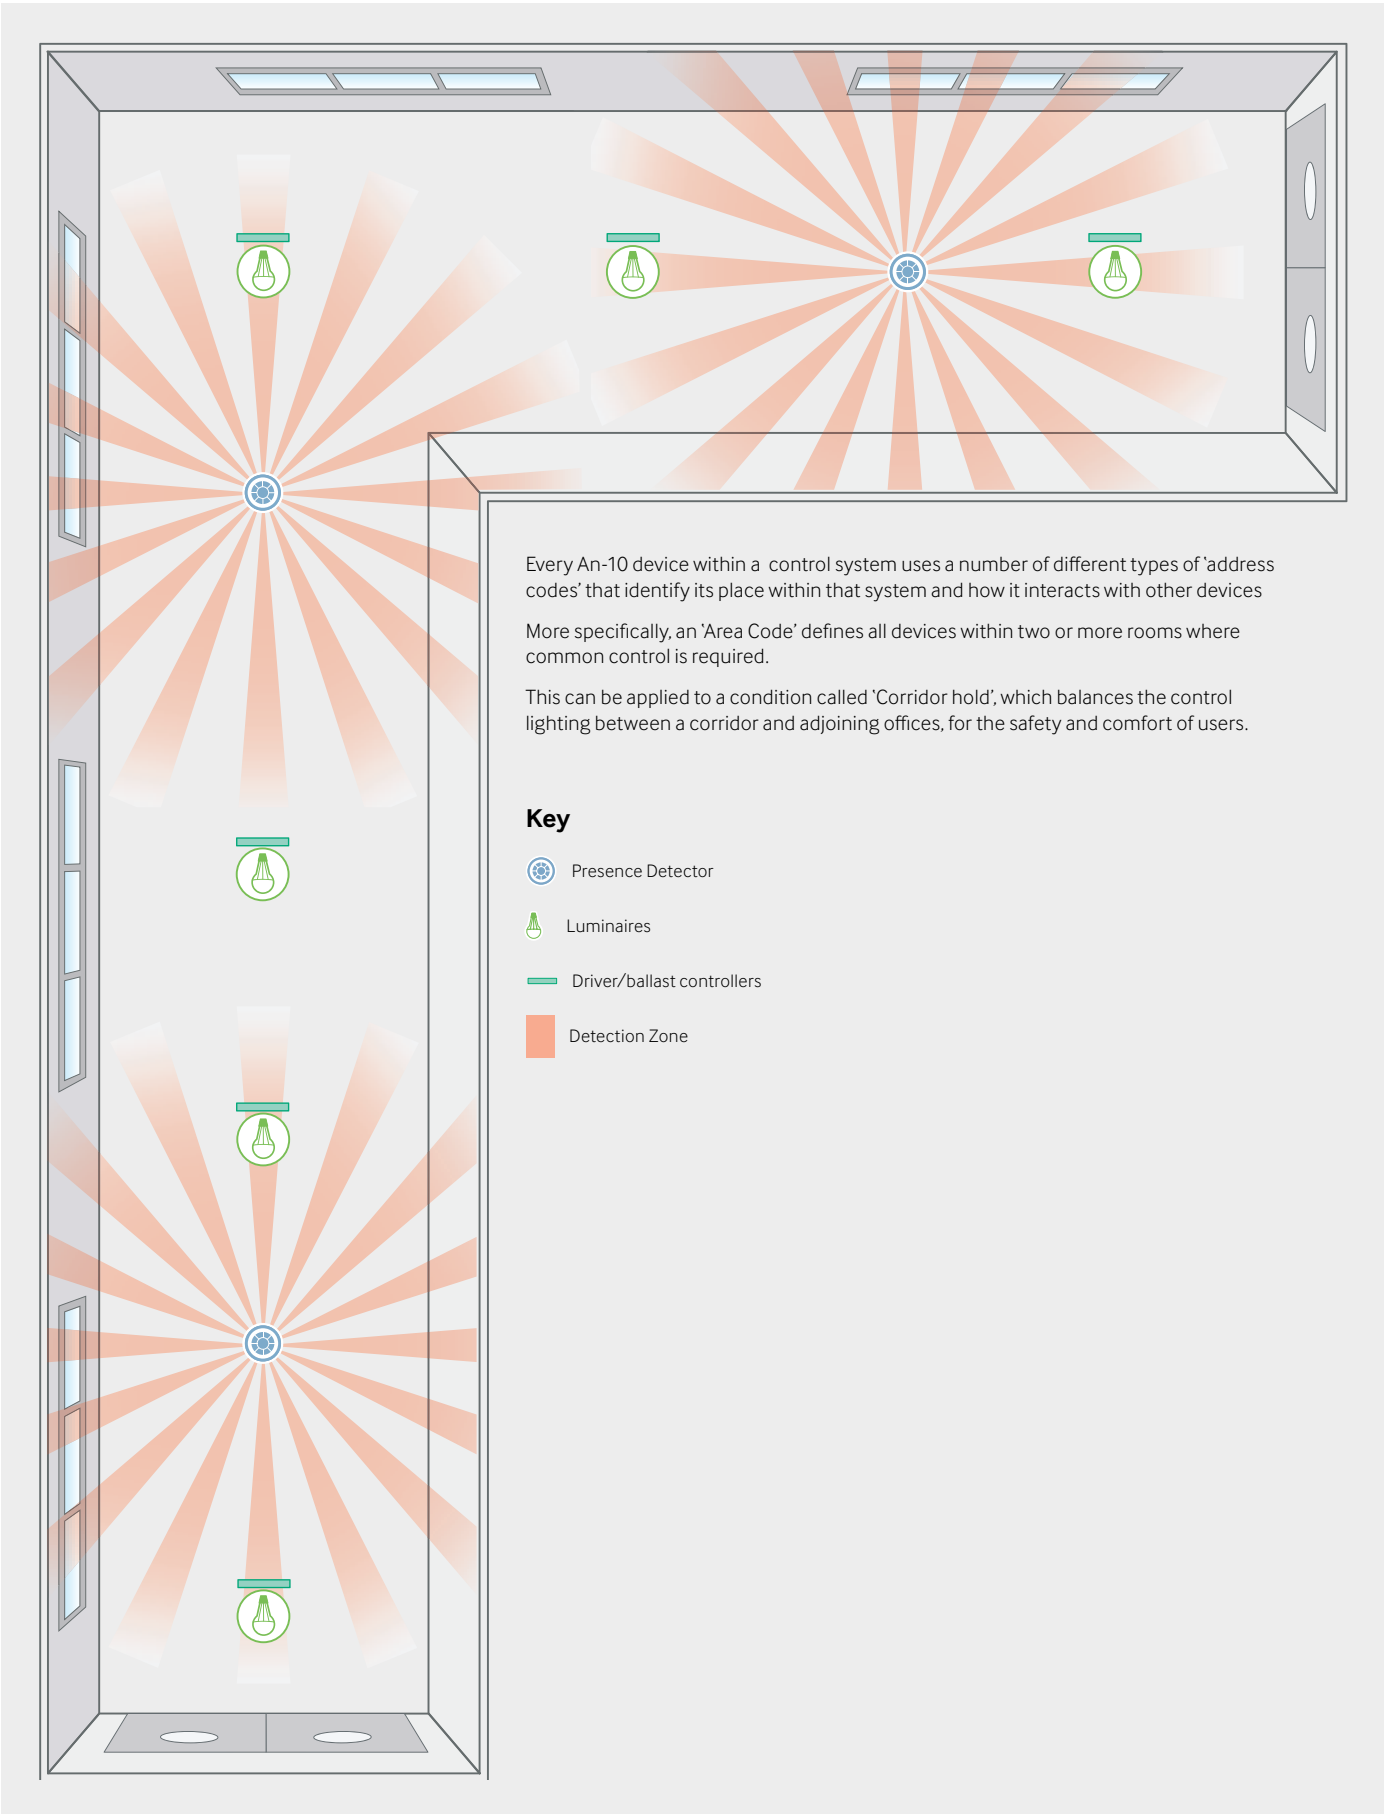 Every An-10 device within a control system uses a number of different types of ‘address
codes’ that identify its place within that system and how it interacts with other devices
More specifically, an ‘Area Code’ defines all devices within two or more rooms where
common control is required.
This can be applied to a condition called ‘Corridor hold’, which balances the control
lighting between a corridor and adjoining offices, for the safety and comfort of users.
Key
Presence Detector
Luminaires
Driver/ballast controllers
Detection Zone